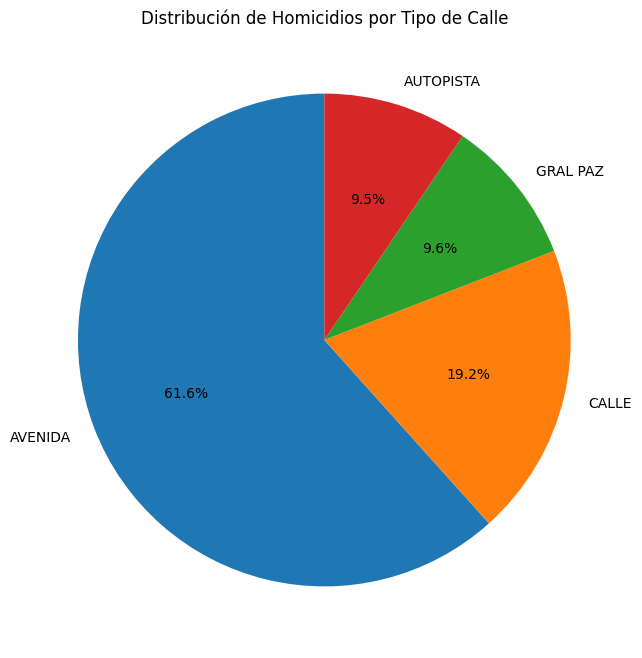 Distribución de Homicidios por Tipo de Calle
AUTOPISTA
GRAL PAZ
9.5%
9.6%
19.2%
61.6%
CALLE
AVENIDA